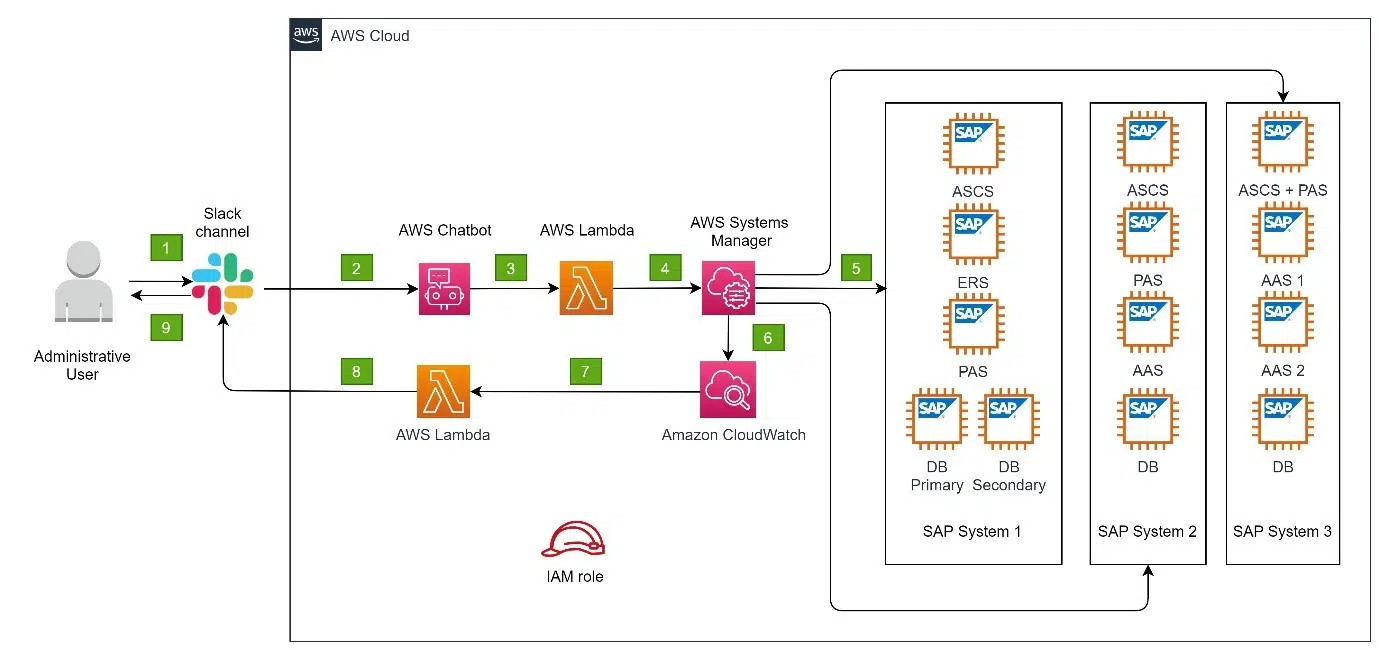 aws
AWS Cloud
Slack
channel
1
9
Administrative
User
2
AWS Chatbot
3
AWS Lambda
4
AWS Systems
Manager
5
6
7
8
AWS Lambda
Amazon CloudWatch
IAM role
SAP
ASCS
SAP
ERS
SAP
PAS
SAP
SAP
DB
Primary
DB
Secondary
SAP System 1
SAP
ASCS
SAP
PAS
SAP
AAS
SAP
DB
SAP System 2
SAP
ASCS + PAS
SAP
AAS 1
SAP
AAS 2
SAP
DB
SAP System 3